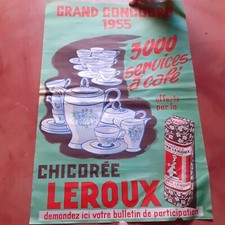 GRAND CONCOURS
1955
3000
services
à café
offerts
par la
CHICORÉE
LEROUX
demandez ici votre bulletin de participation